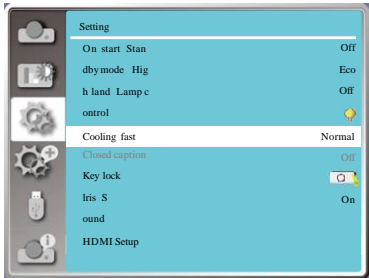 Setting
On start Stan Off
dbymode Hig Eco
h land Lamp c Off
ontrol
Cooling fast Normal
Closed caption Off
Key lock
lris S On
ound
HDMI Setup